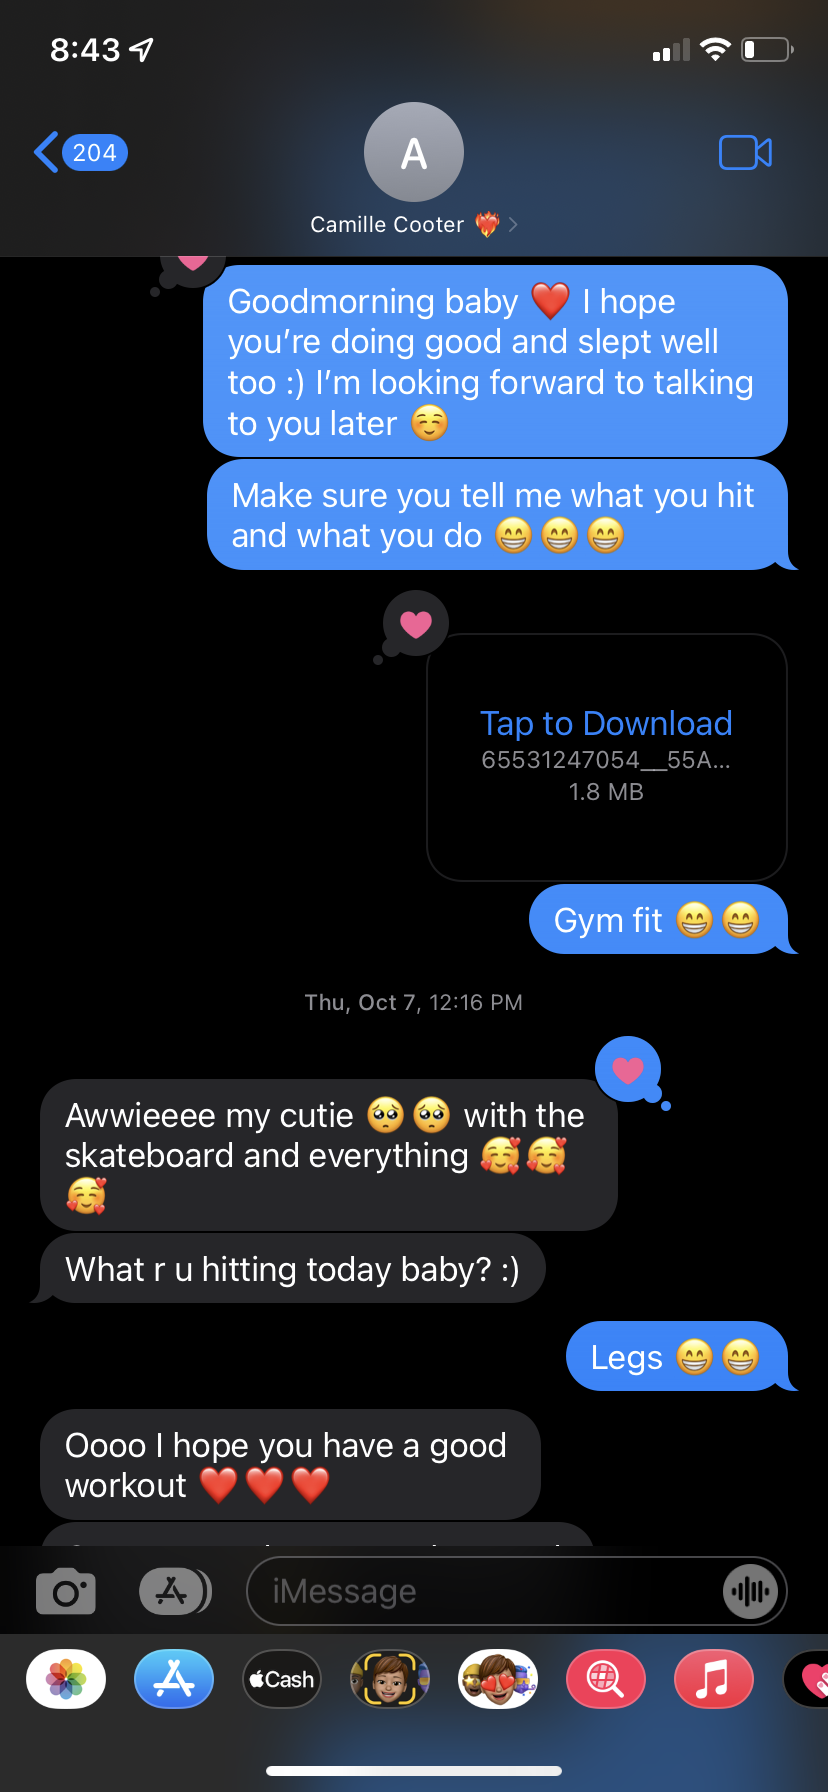 8:43
204
A
Camille Cooter ❤️‍🔥
Goodmorning baby ❤️ I hope
you’re doing good and slept well
too :) I’m looking forward to talking
to you later ☺️
Make sure you tell me what you hit
and what you do 😁😁😁
Tap to Download
65531247054__55A...
1.8 MB
Gym fit 😁😁
Thu, Oct 7, 12:16 PM
Awwieeee my cutie 🥺🥺 with the
skateboard and everything 🥰🥰
🥰
What r u hitting today baby? :)
Legs 😁😁
Oooo I hope you have a good
workout ❤️❤️❤️
iMessage
Cash